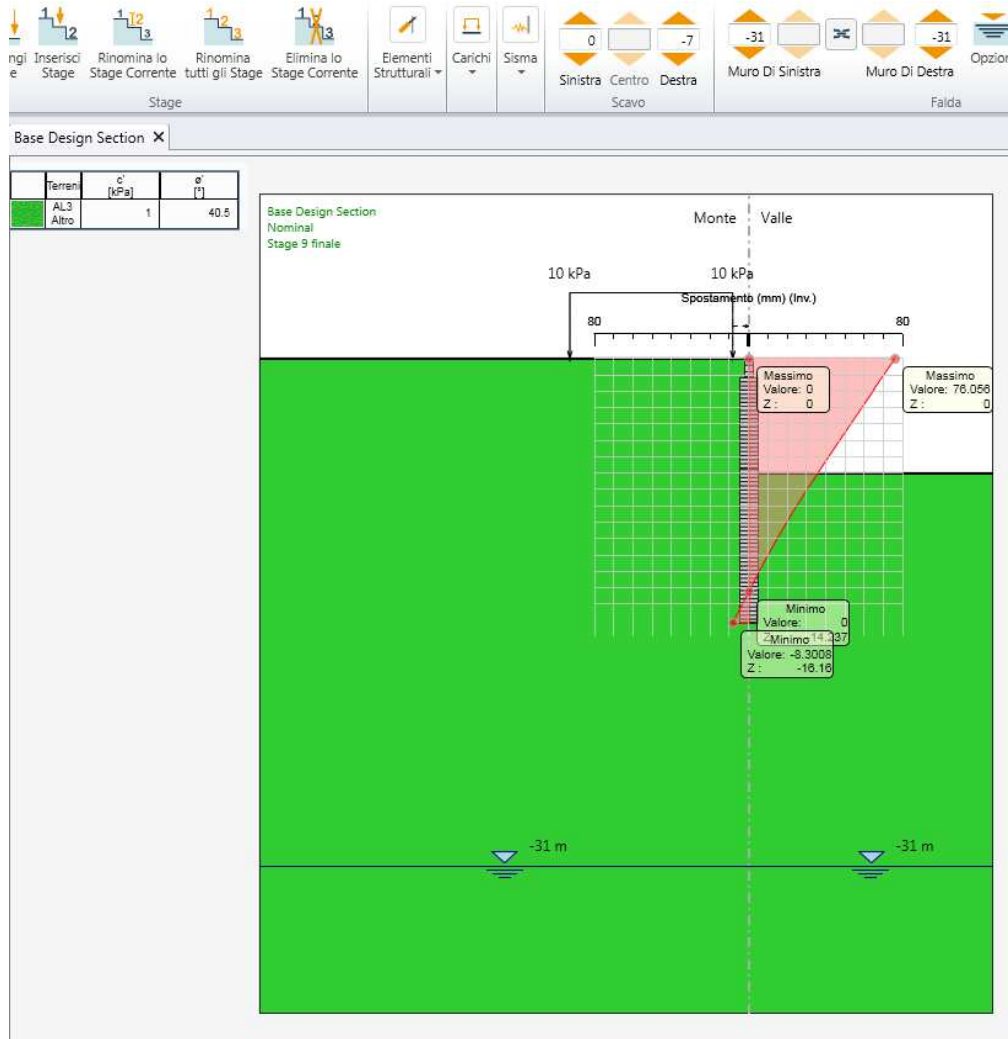 Inserisci
Stage
Rinomina lo
Stage Corrente
Rinomina
tutti gli Stage
Elimina lo
Stage Corrente
Stage
Elementi
Strutturali
Carichi
Sisma
0
-7
Sinistra
Centro
Destra
Scavo
-31
-31
Muro Di Sinistra
Muro Di Destra
Falda
Base Design Section
Terreni
c'
[kPa]
ø'
[°]
AL3
Altro
1
40.5
Base Design Section
Nominal
Stage 9 finale
Monte
Valle
10 kPa
10 kPa
Spostamento (mm) (Inv.)
80
80
Massimo
Valore: 0
Z : 0
Massimo
Valore: 76.056
Z : 0
Minimo
Valore: 0
Minimo
Valore: -8.3008
Z : -16.16
-31 m
-31 m